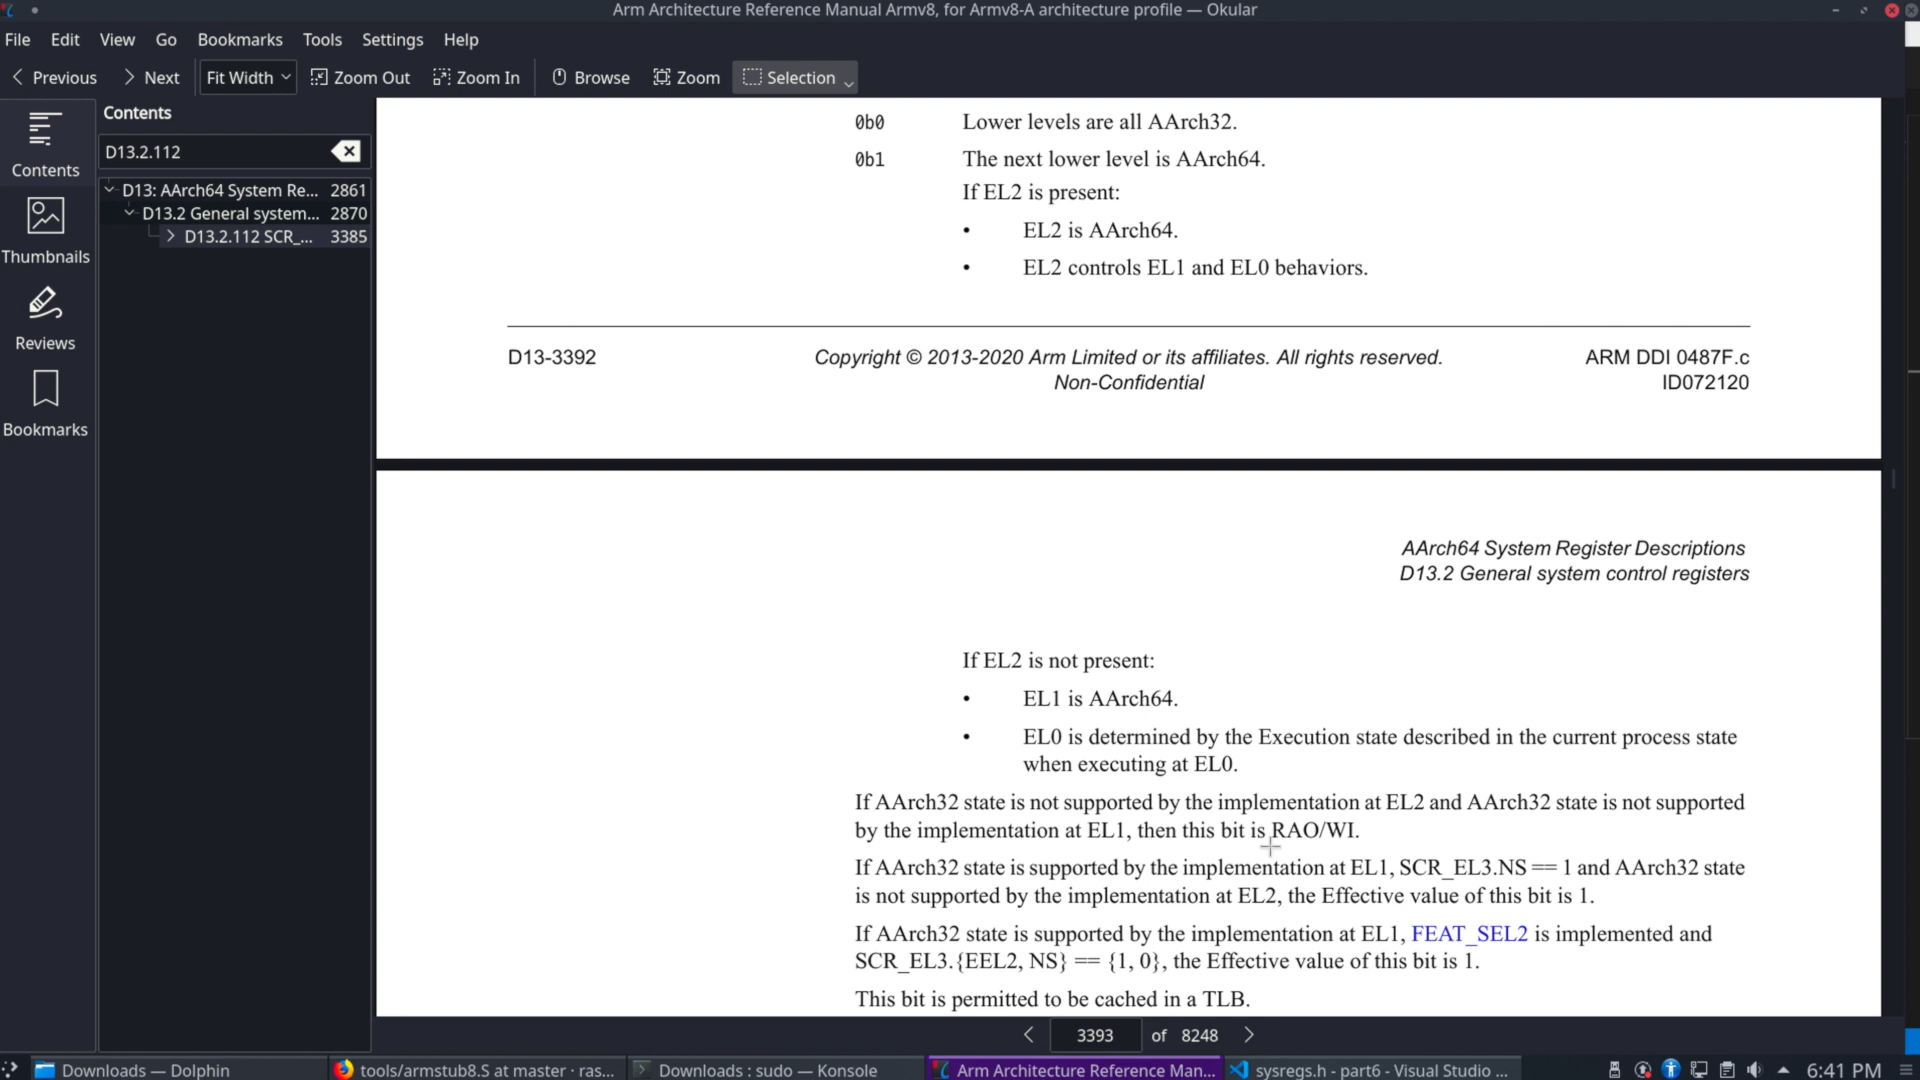 Arm Architecture Reference Manual Armv8, for Armv8-A architecture profile — Okular
File Edit View Go Bookmarks Tools Settings Help
Previous Next Fit Width Zoom Out Zoom In Browse Zoom Selection
Contents
Thumbnails
Reviews
Bookmarks
Contents
D13.2.112
D13: AArch64 System Re... 2861
D13.2 General system... 2870
D13.2.112 SCR_... 3385
0b0 Lower levels are all AArch32.
0b1 The next lower level is AArch64.
If EL2 is present:
• EL2 is AArch64.
• EL2 controls EL1 and EL0 behaviors.
D13-3392 Copyright © 2013-2020 Arm Limited or its affiliates. All rights reserved. ARM DDI 0487F.c
Non-Confidential ID072120
AArch64 System Register Descriptions
D13.2 General system control registers
If EL2 is not present:
• EL1 is AArch64.
• EL0 is determined by the Execution state described in the current process state
when executing at EL0.
If AArch32 state is not supported by the implementation at EL2 and AArch32 state is not supported
by the implementation at EL1, then this bit is RAO/WI.
If AArch32 state is supported by the implementation at EL1, SCR_EL3.NS == 1 and AArch32 state
is not supported by the implementation at EL2, the Effective value of this bit is 1.
If AArch32 state is supported by the implementation at EL1, FEAT_SEL2 is implemented and
SCR_EL3.{EEL2, NS} == {1, 0}, the Effective value of this bit is 1.
This bit is permitted to be cached in a TLB.
3393 of 8248
Downloads — Dolphin tools/armstub8.S at master · ras... Downloads : sudo — Konsole Arm Architecture Reference Man... sysregs.h - part6 - Visual Studio ... 6:41 PM